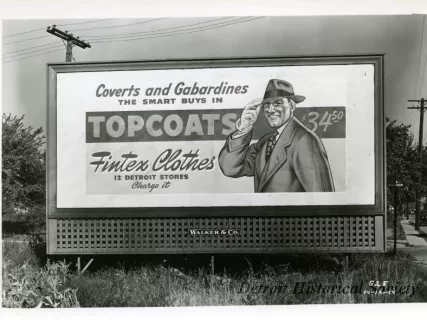 Coverts and Gabardines
THE SMART BUYS IN
TOPCOATS $34.50
Fintex Clothes
12 DETROIT STORES
Charge it
WALKER & CO.
Detroit Historical Society